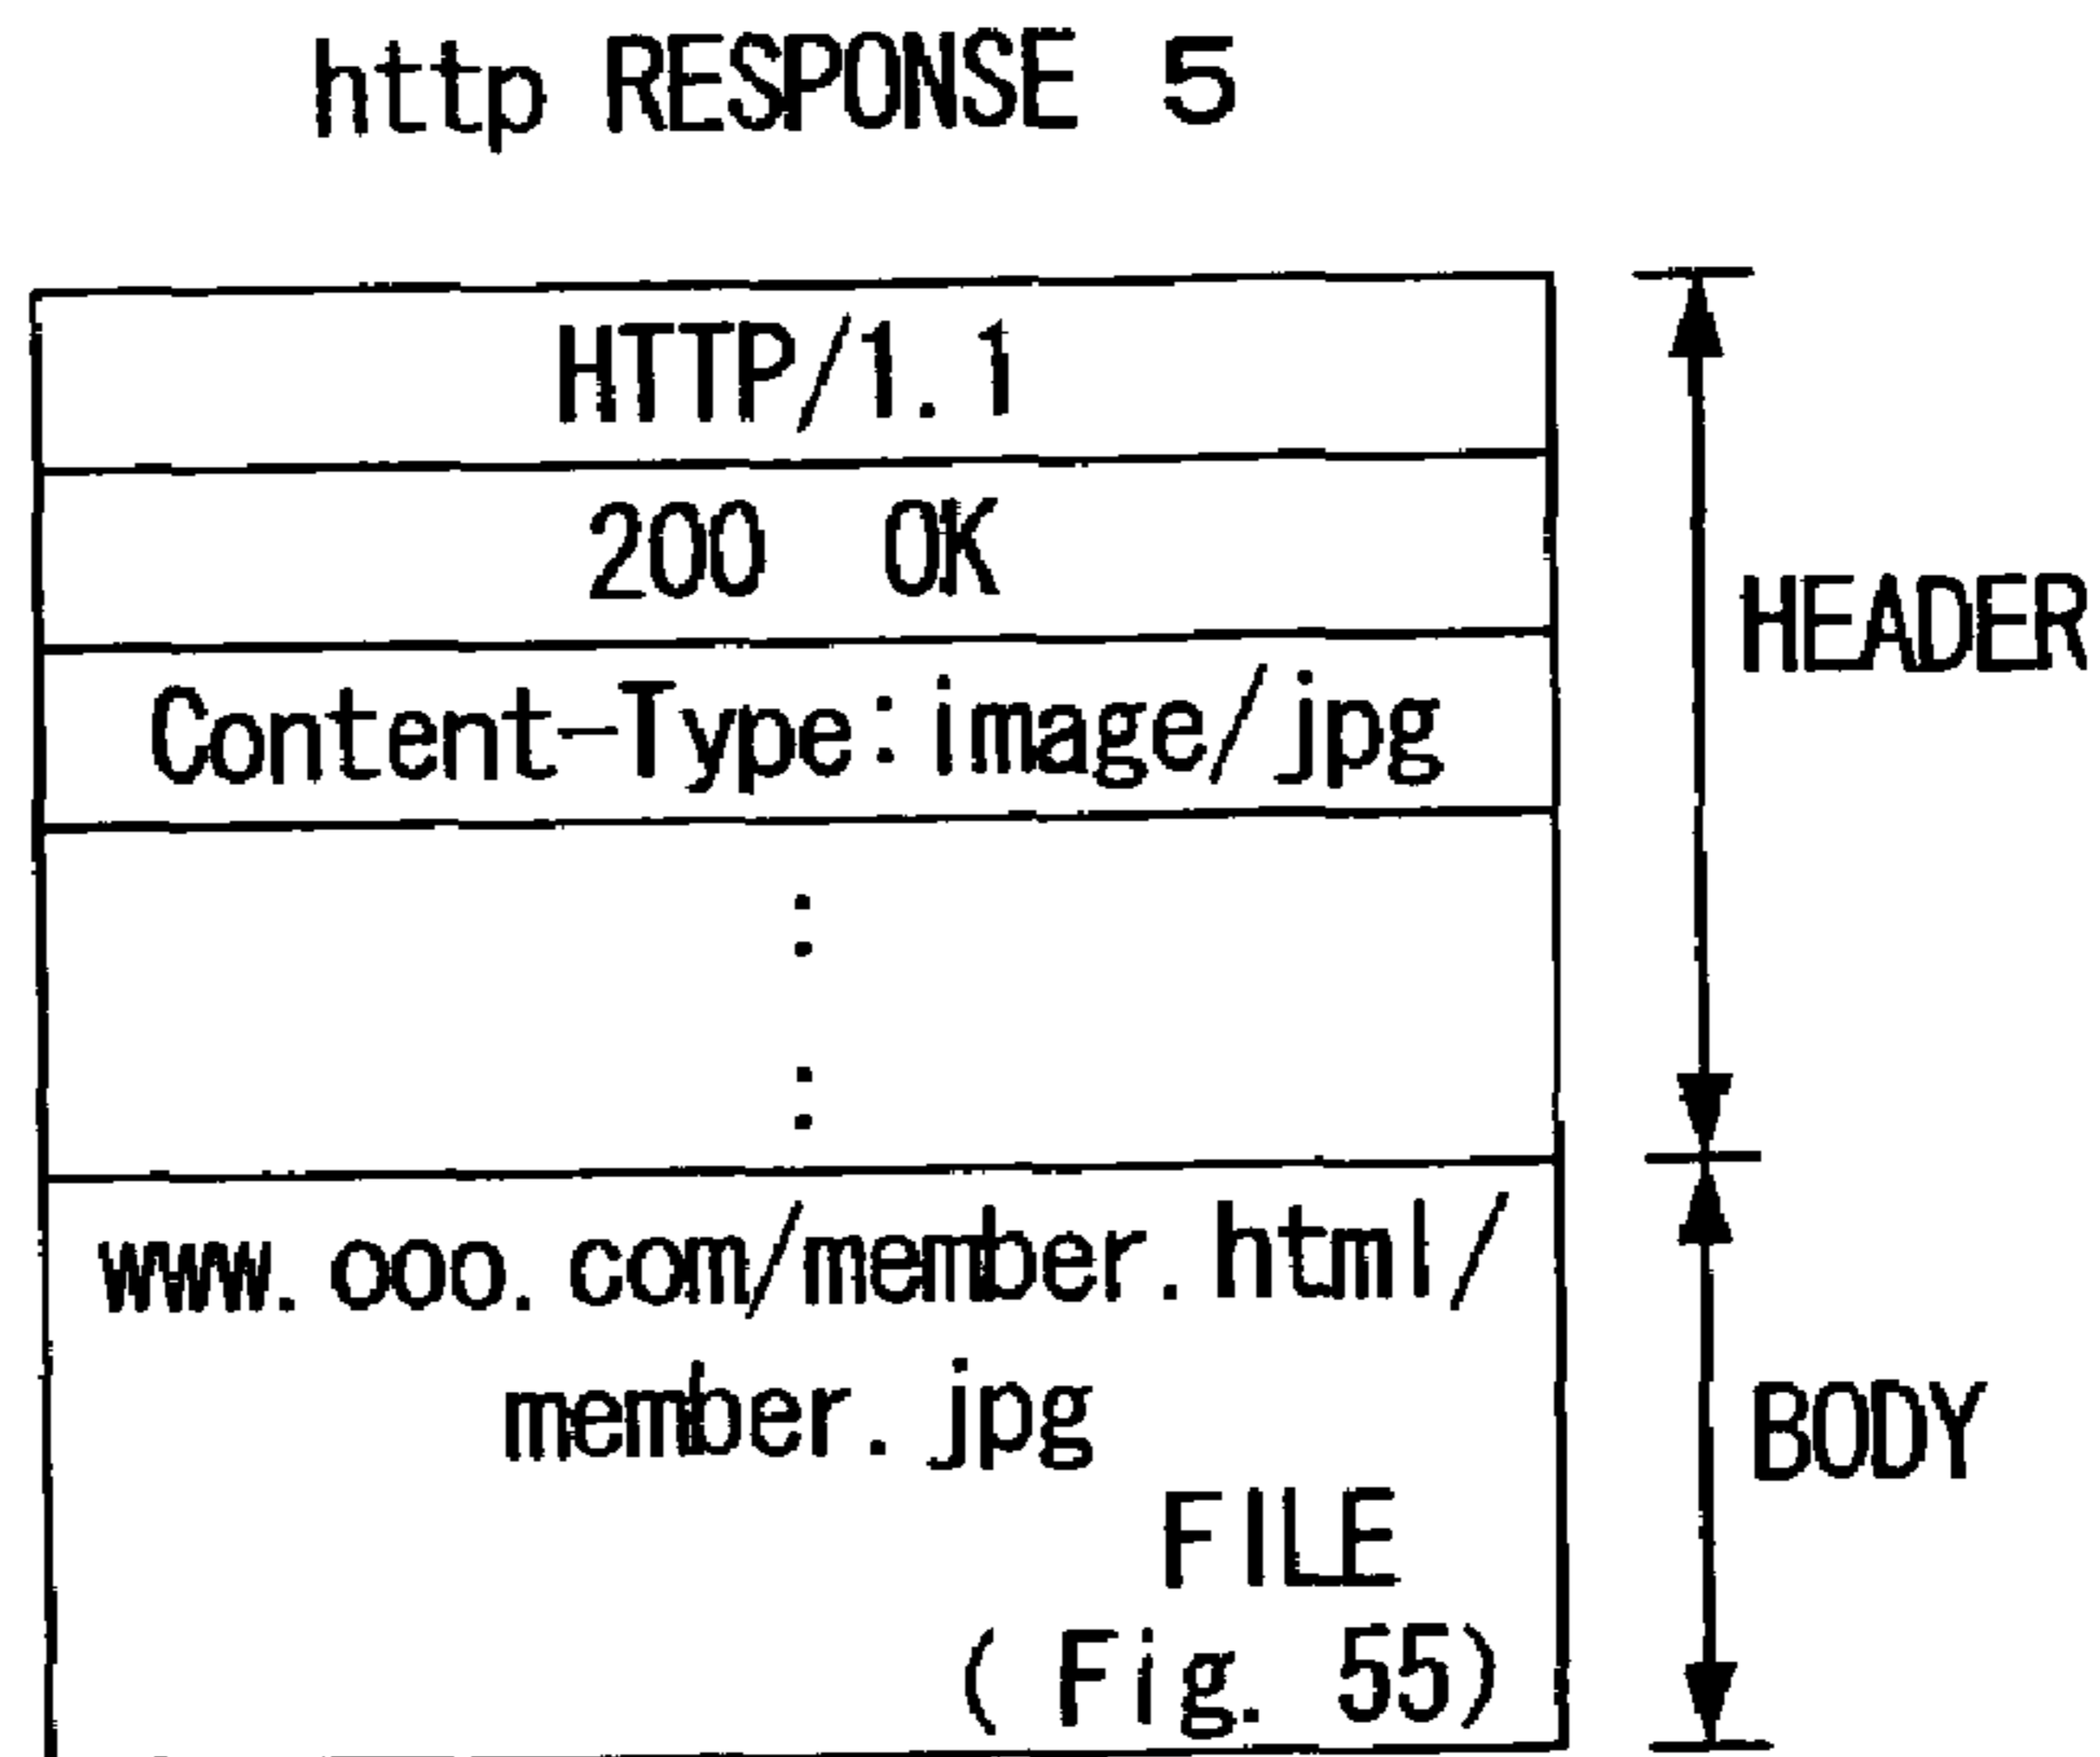 http RESPONSE 5
HTTP/1.1
200 OK
Content-Type:image/jpg
:
:
HEADER
www.ooo.com/member.html/
member.jpg
FILE
(Fig. 55)
BODY